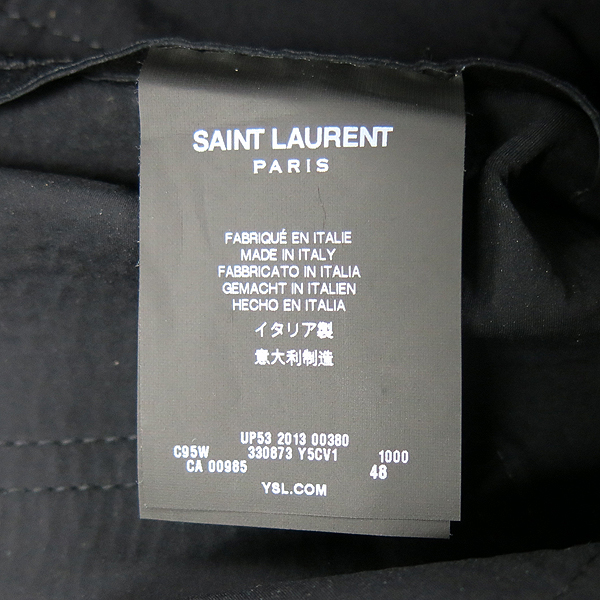 SAINT LAURENT
PARIS
FABRIQUÉ EN ITALIE
MADE IN ITALY
FABBRICATO IN ITALIA
GEMACHT IN ITALIEN
HECHO EN ITALIA
イタリア製
意大利制造
UP53 2013 00380
C95W 330873 Y5CV1 1000
CA 00985 48
YSL.COM